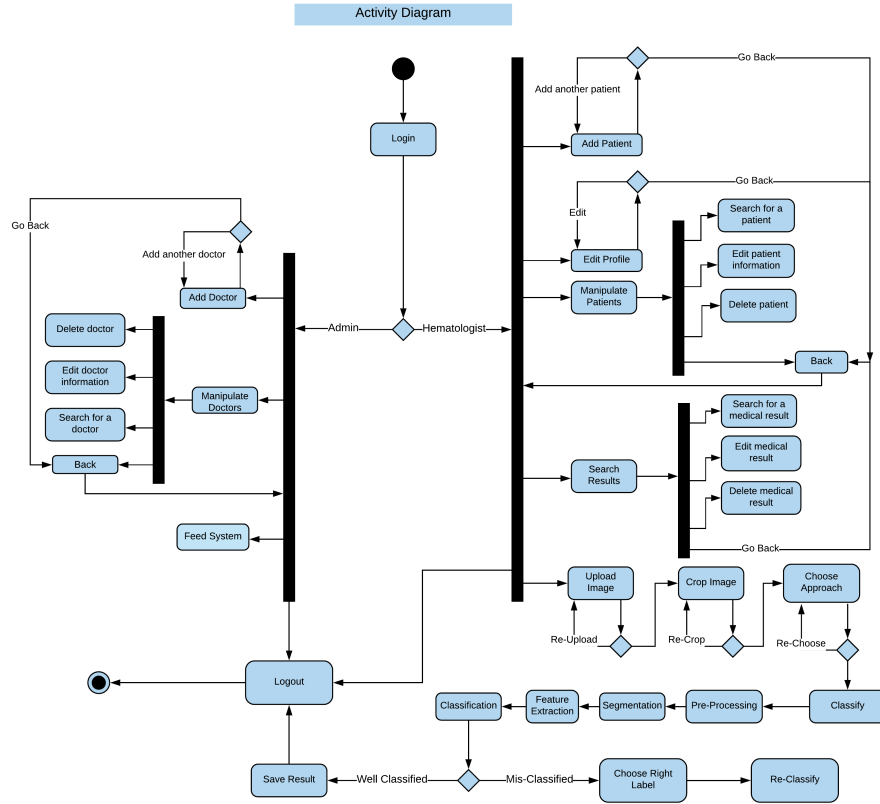 Activity Diagram
Go Back
Add another patient
Login
Add Patient
Go Back
Edit
Search for a
patient
Go Back
Add another doctor
Edit Profile
Edit patient
information
Add Doctor
Manipulate
Patients
Delete patient
Delete doctor
Admin
Hematologist
Back
Edit doctor
information
Manipulate
Doctors
Search for a
doctor
Search for a
medical result
Back
Search
Results
Edit medical
result
Delete medical
result
Feed System
Go Back
Upload
Image
Crop Image
Choose
Approach
Re-Upload
Re-Crop
Re-Choose
Logout
Classification
Feature
Extraction
Segmentation
Pre-Processing
Classify
Save Result
Well Classified
Mis-Classified
Choose Right
Label
Re-Classify